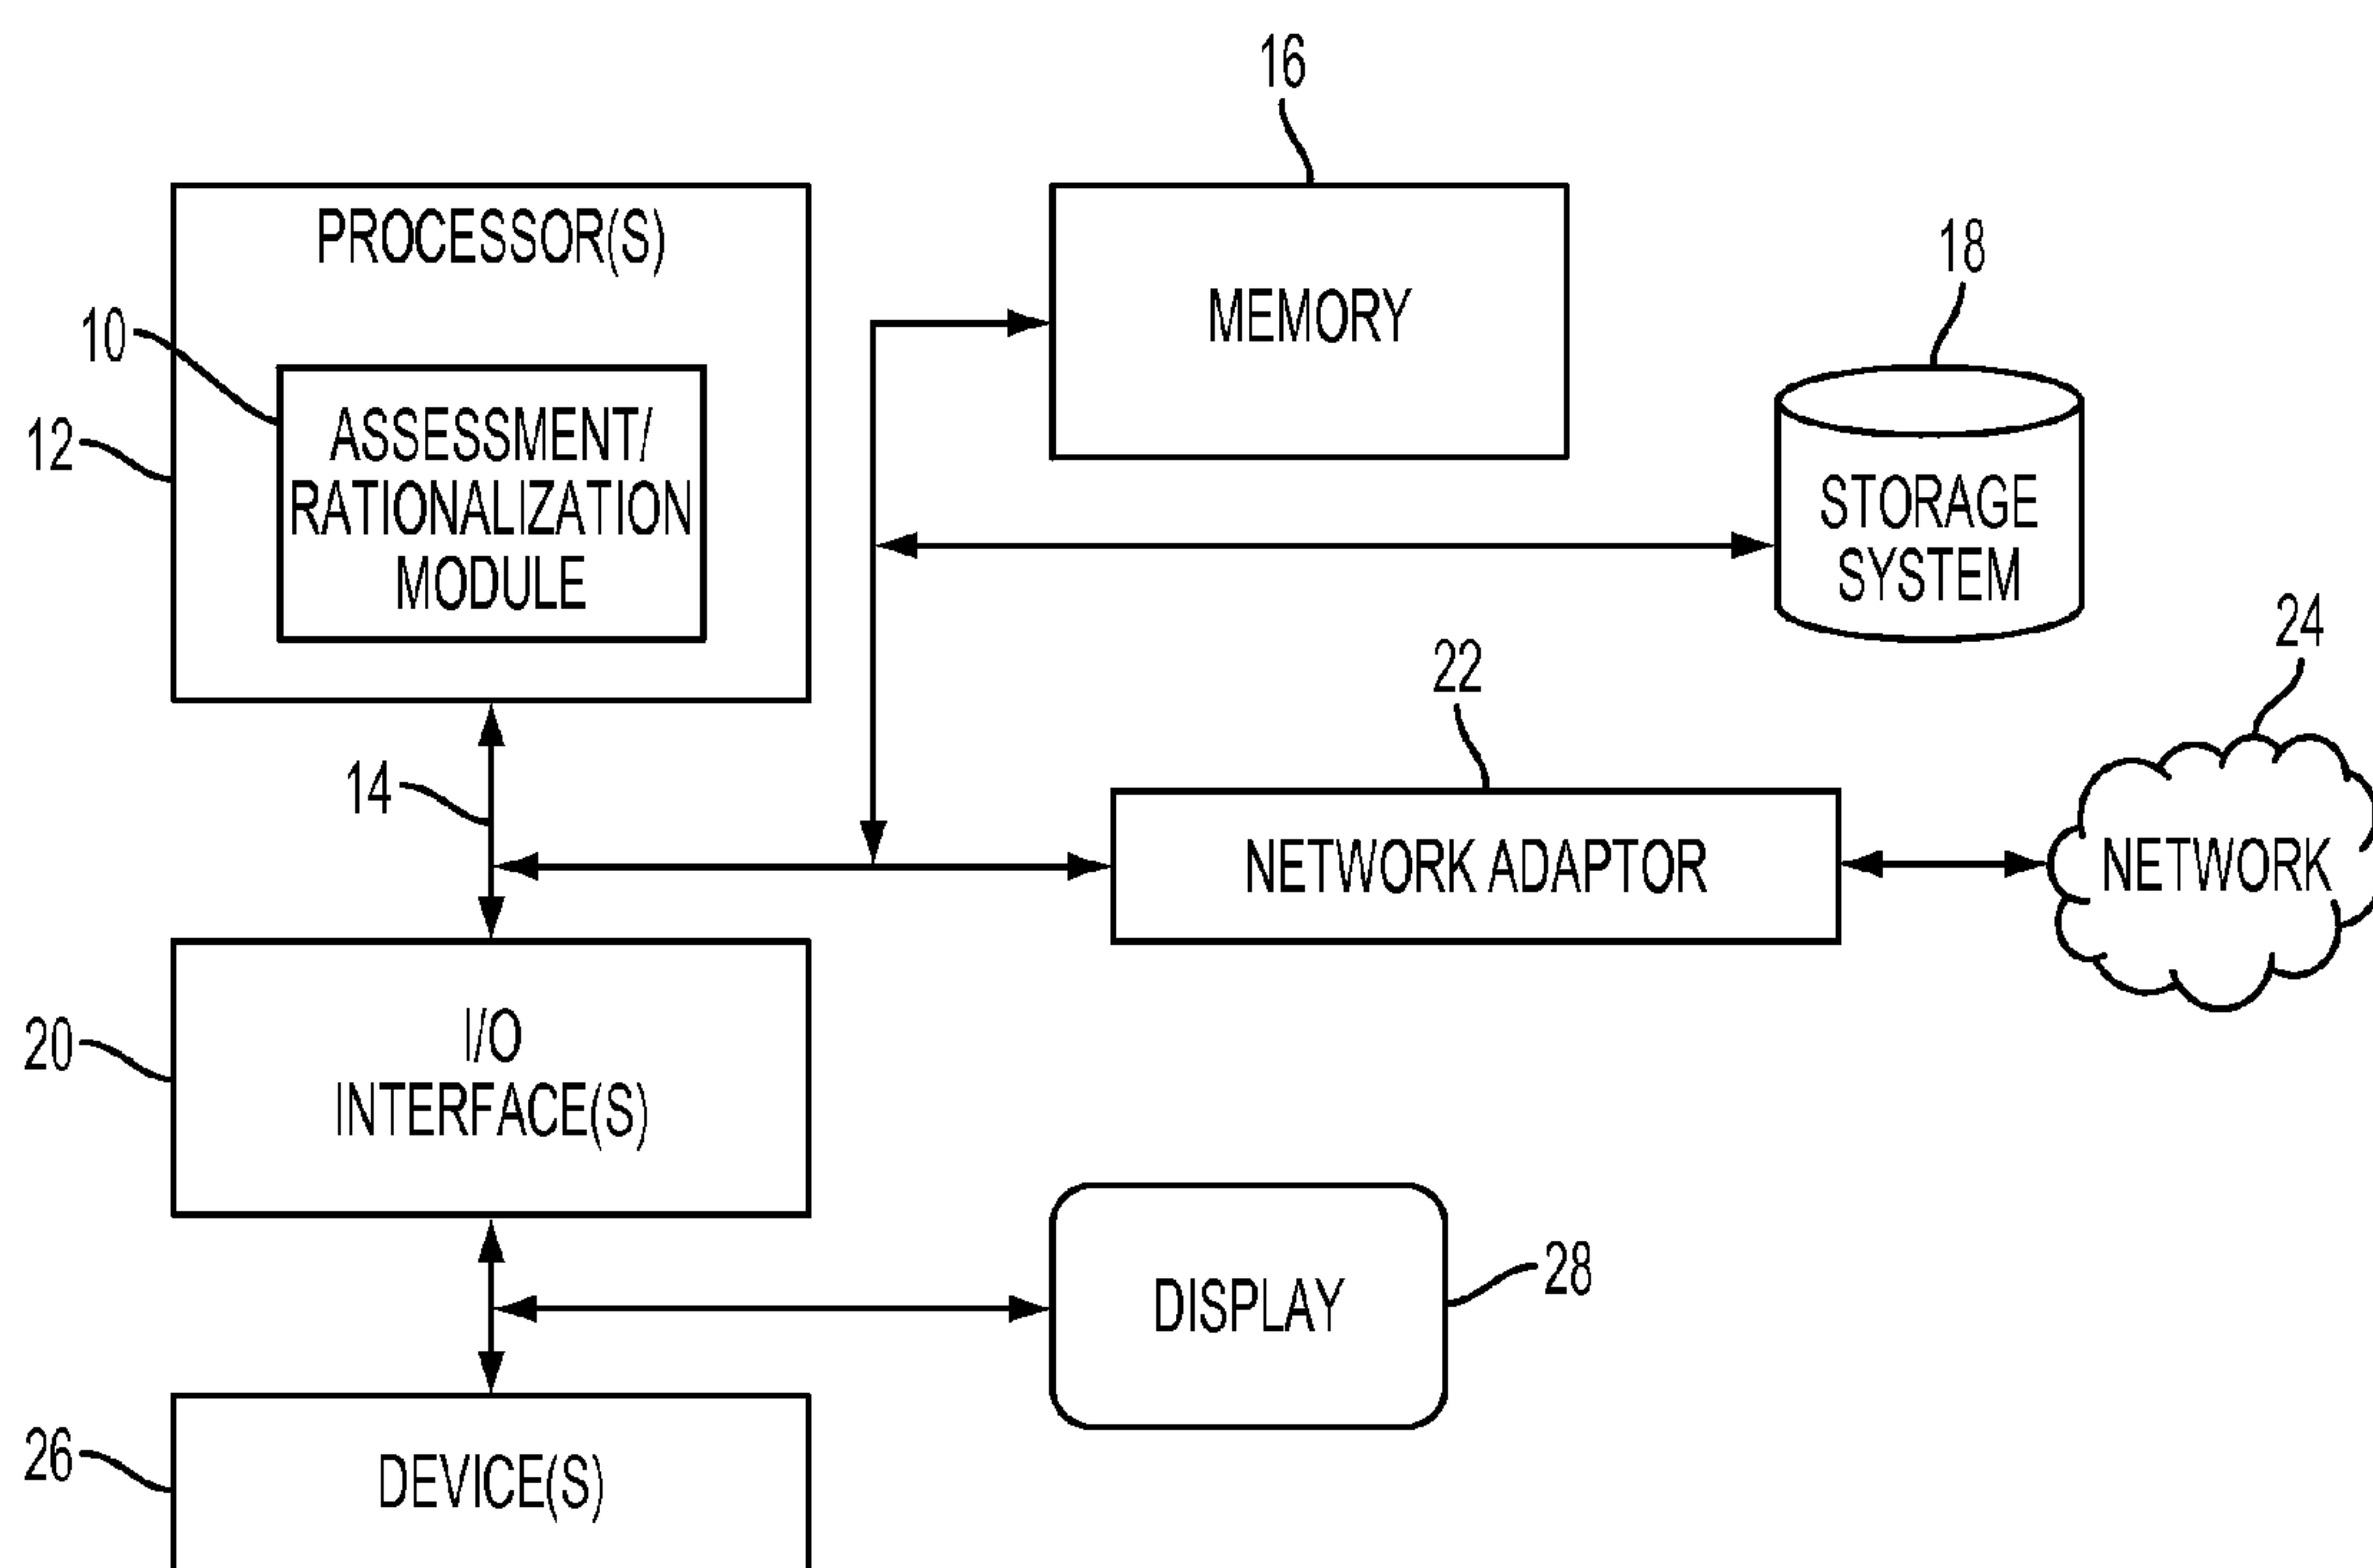 16
PROCESSOR(S)
18
MEMORY
10
ASSESSMENT/
RATIONALIZATION
MODULE
12
STORAGE
SYSTEM
24
22
14
NETWORK ADAPTOR
NETWORK
I/O
INTERFACE(S)
20
28
DISPLAY
26
DEVICE(S)